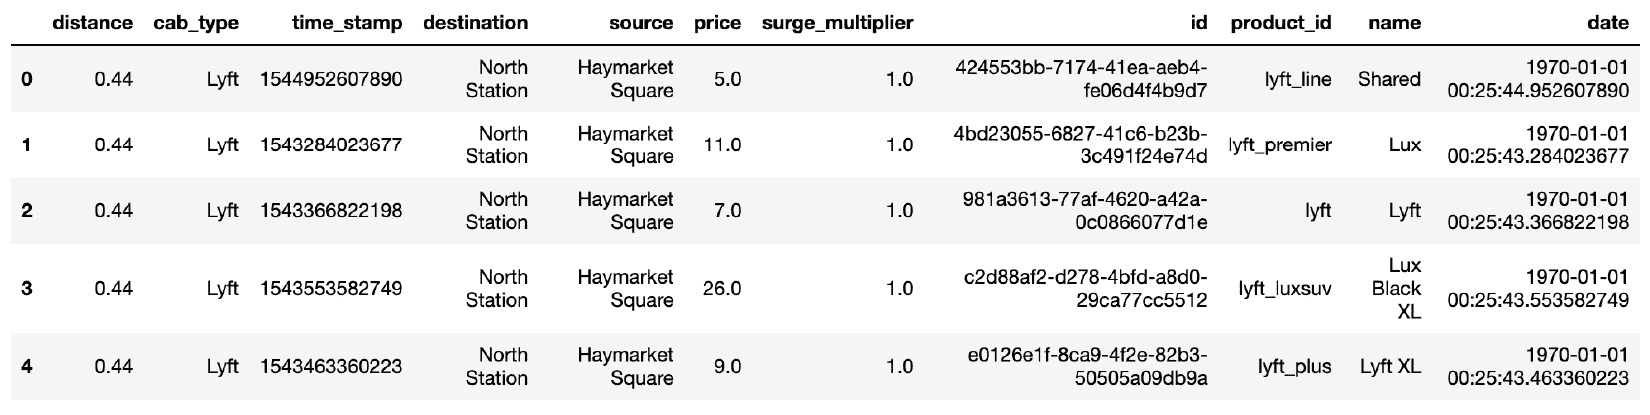 distance cab_type time_stamp destination source price surge_multiplier id product_id name date
0 0.44 Lyft 1544952607890 North Station Haymarket Square 5.0 1.0 424553bb-7174-41ea-aeb4-fe06d4f4b9d7 lyft_line Shared 1970-01-01 00:25:44.952607890
1 0.44 Lyft 1543284023677 North Station Haymarket Square 11.0 1.0 4bd23055-6827-41c6-b23b-3c491f24e74d lyft_premier Lux 1970-01-01 00:25:43.284023677
2 0.44 Lyft 1543366822198 North Station Haymarket Square 7.0 1.0 981a3613-77af-4620-a42a-0c0866077d1e lyft Lyft 1970-01-01 00:25:43.366822198
3 0.44 Lyft 1543553582749 North Station Haymarket Square 26.0 1.0 c2d88af2-d278-4bfd-a8d0-29ca77cc5512 lyft_luxsuv Lux Black XL 1970-01-01 00:25:43.553582749
4 0.44 Lyft 1543463360223 North Station Haymarket Square 9.0 1.0 e0126e1f-8ca9-4f2e-82b3-50505a09db9a lyft_plus Lyft XL 1970-01-01 00:25:43.463360223